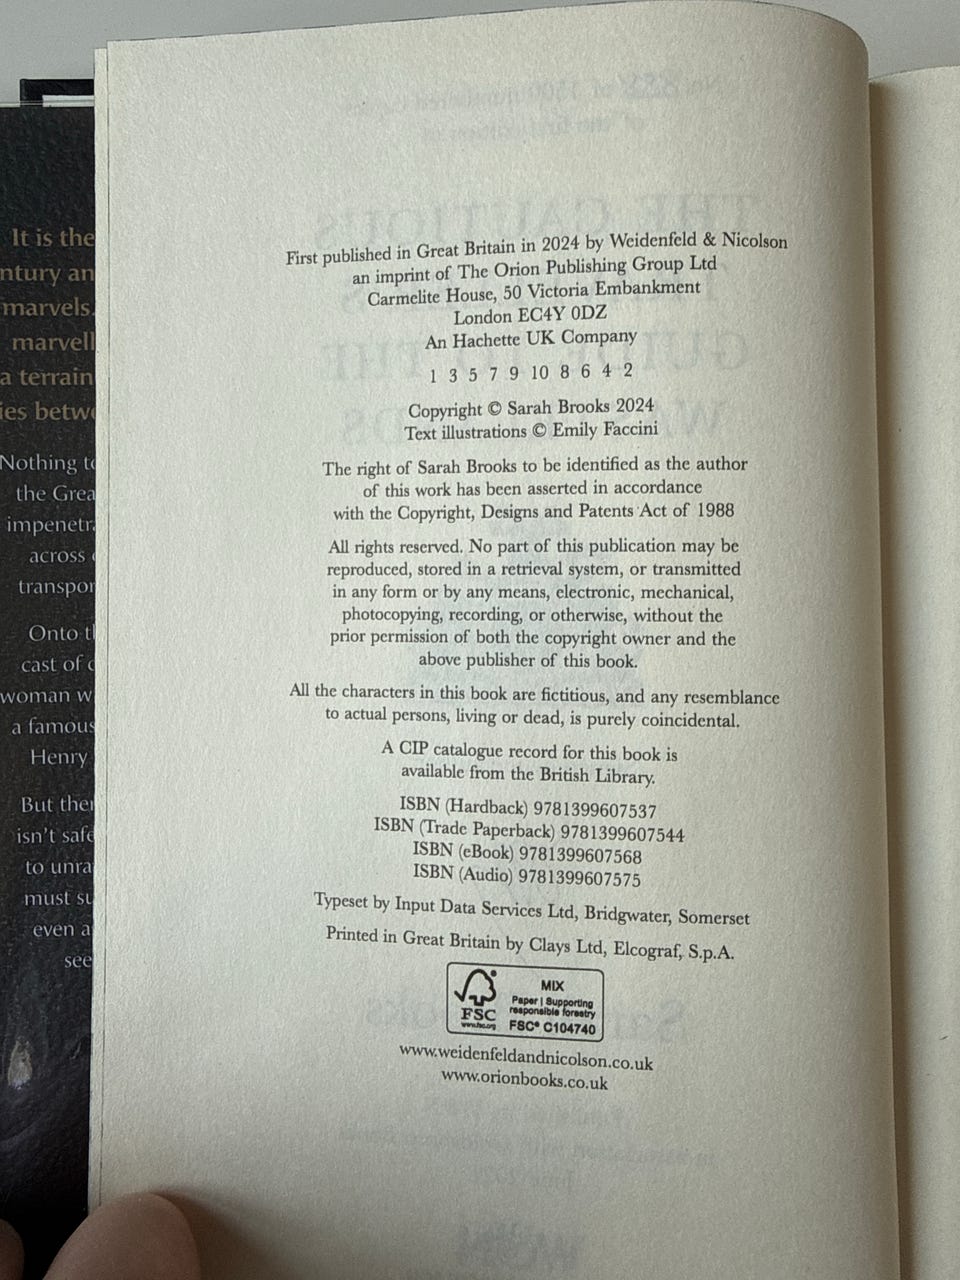 It is the
ntury an
marvels.
marvell
a terrain
ies betwe
Nothing to
the Grea
impenetra
across
transpor
Onto th
cast of
woman w
a famous
Henry
But ther
isn't safe
to unra
must su
even a
see
First published in Great Britain in 2024 by Weidenfeld & Nicolson
an imprint of The Orion Publishing Group Ltd
Carmelite House, 50 Victoria Embankment
London EC4Y 0DZ
An Hachette UK Company
1 3 5 7 9 10 8 6 4 2
Copyright © Sarah Brooks 2024
Text illustrations © Emily Faccini
The right of Sarah Brooks to be identified as the author
of this work has been asserted in accordance
with the Copyright, Designs and Patents Act of 1988
All rights reserved. No part of this publication may be
reproduced, stored in a retrieval system, or transmitted
in any form or by any means, electronic, mechanical,
photocopying, recording, or otherwise, without the
prior permission of both the copyright owner and the
above publisher of this book.
All the characters in this book are fictitious, and any resemblance
to actual persons, living or dead, is purely coincidental.
A CIP catalogue record for this book is
available from the British Library.
ISBN (Hardback) 9781399607537
ISBN (Trade Paperback) 9781399607544
ISBN (eBook) 9781399607568
ISBN (Audio) 9781399607575
Typeset by Input Data Services Ltd, Bridgwater, Somerset
Printed in Great Britain by Clays Ltd, Elcograf, S.p.A.
FSC
www.fsc.org
MIX
Paper | Supporting
responsible forestry
FSC® C104740
www.weidenfeldandnicolson.co.uk
www.orionbooks.co.uk